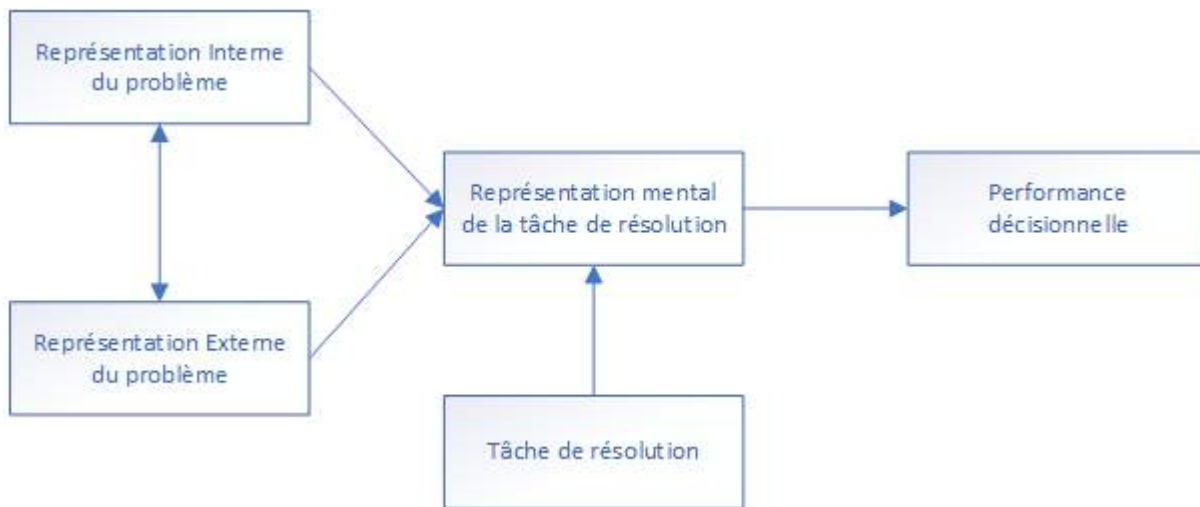 Représentation Interne
du problème
Représentation mental
de la tâche de résolution
Performance
décisionnelle
Représentation Externe
du problème
Tâche de résolution